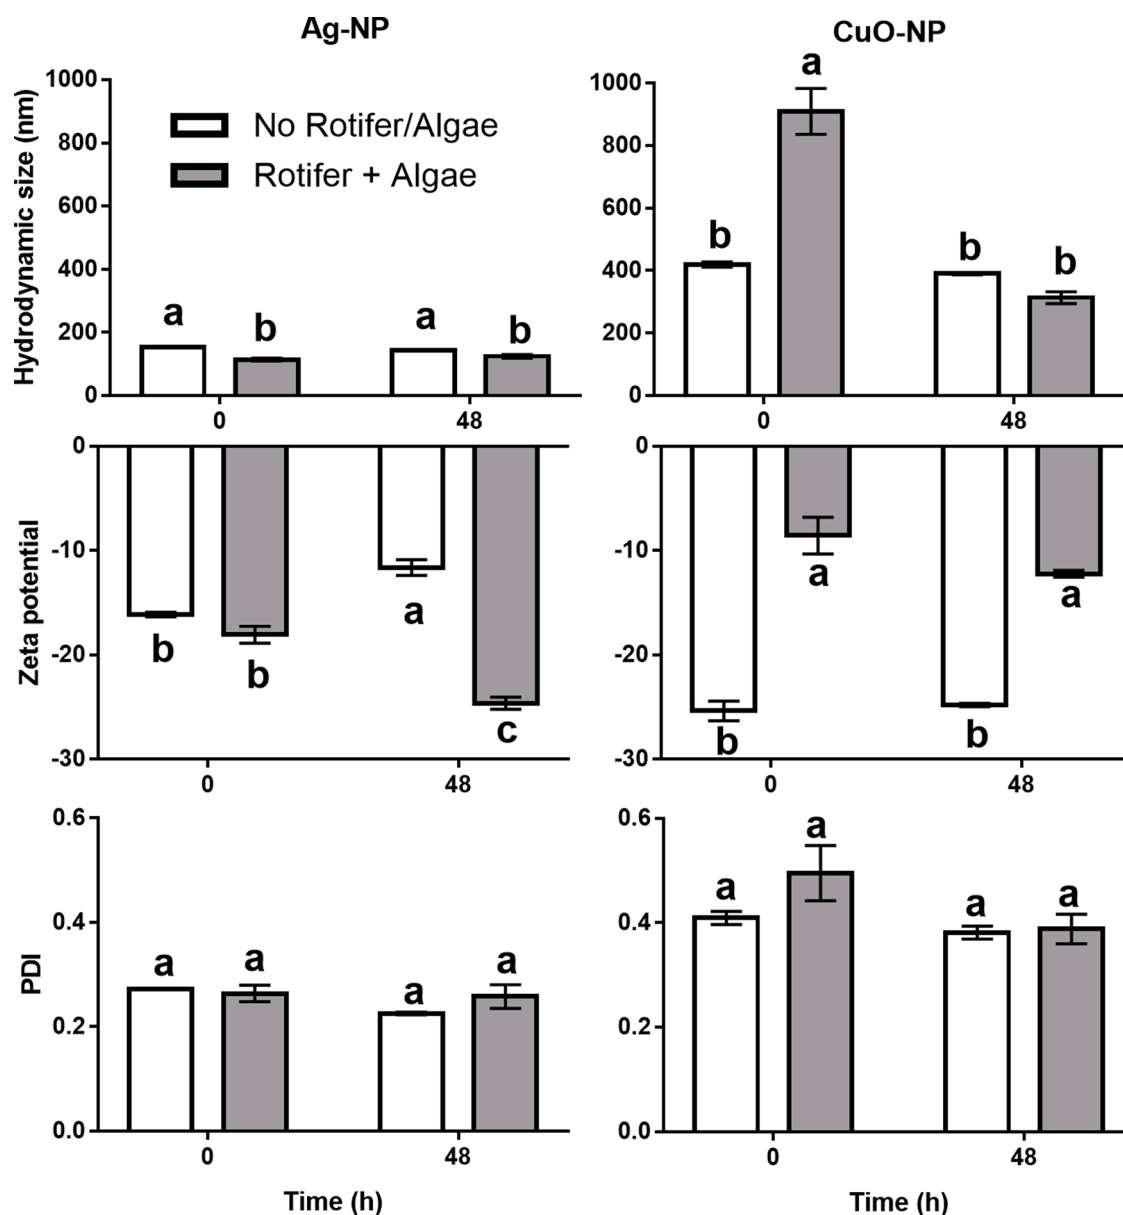 Ag-NP
CuO-NP
Hydrodynamic size (nm)
1000
800
600
400
200
0
No Rotifer/Algae
Rotifer + Algae
a
b
a
b
0
48
1000
800
600
400
200
0
b
a
b
b
0
48
Zeta potential
0
-10
-20
-30
b
b
a
c
0
48
0
-10
-20
-30
b
a
b
a
0
48
PDI
0.6
0.4
0.2
0.0
a
a
a
a
0
48
Time (h)
0.6
0.4
0.2
0.0
a
a
a
a
0
48
Time (h)